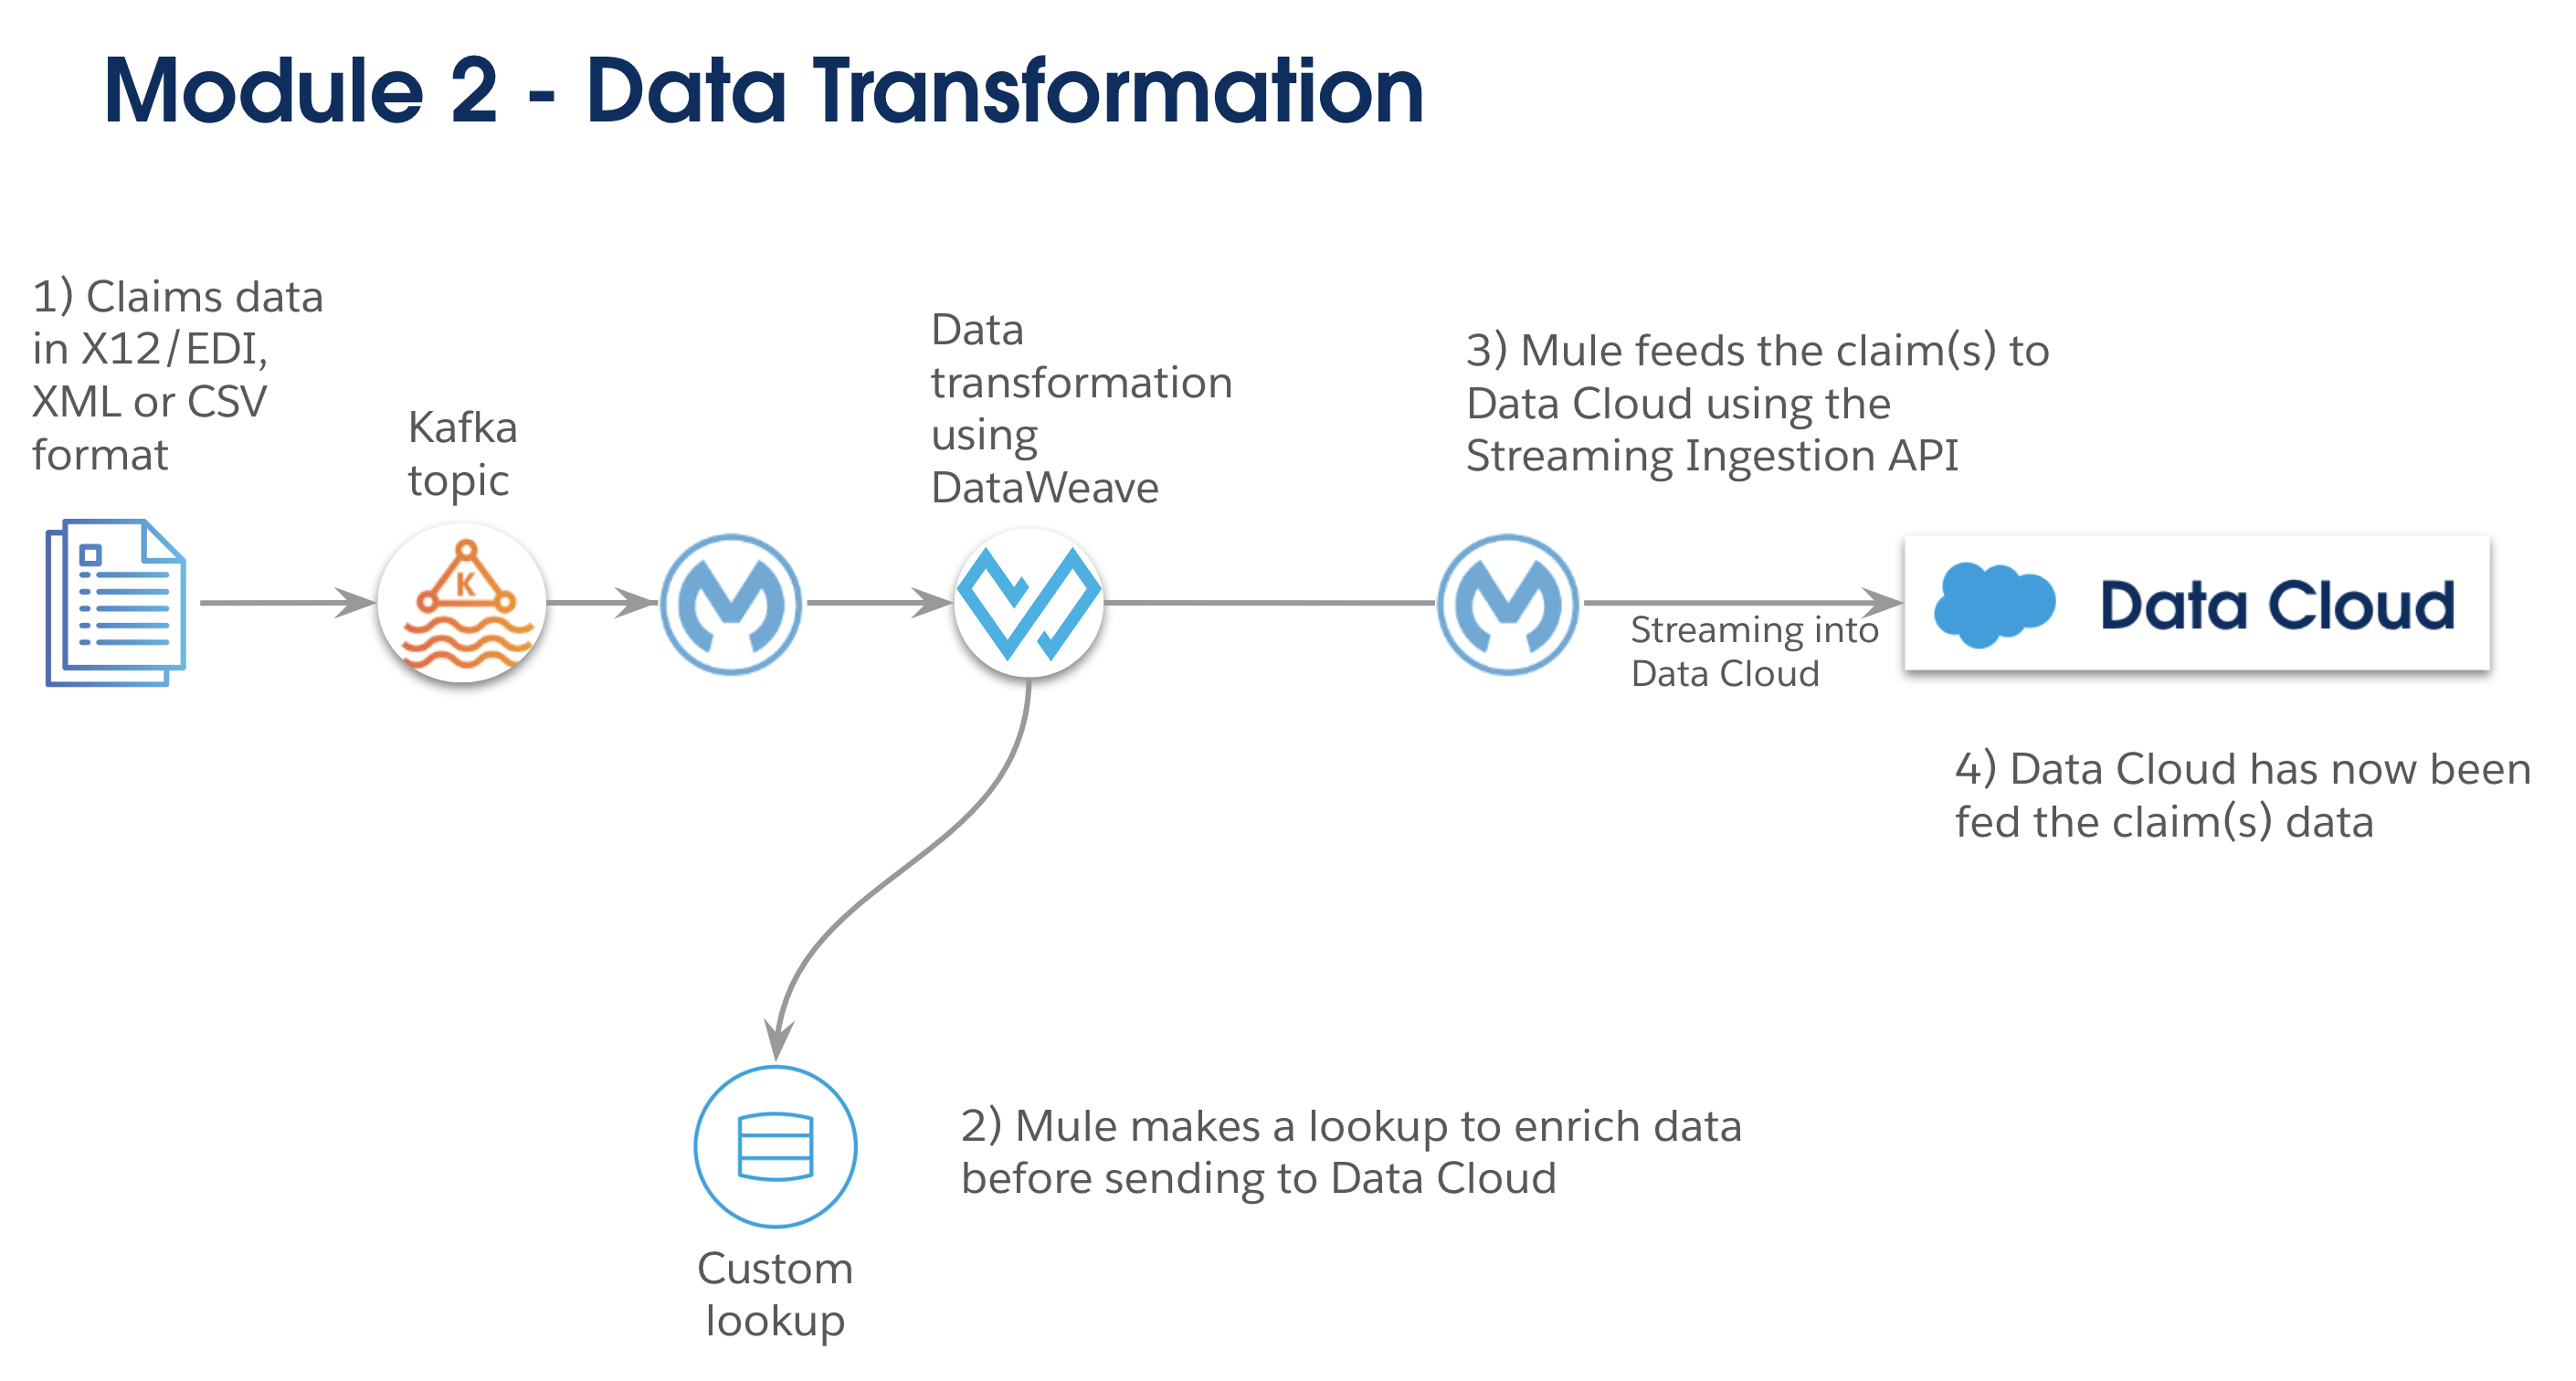 Module 2 - Data Transformation
1) Claims data
in X12/EDI,
XML or CSV
format
Kafka
topic
K
Data
transformation
using
DataWeave
3) Mule feeds the claim(s) to
Data Cloud using the
Streaming Ingestion API
Streaming into
Data Cloud
Data Cloud
4) Data Cloud has now been
fed the claim(s) data
2) Mule makes a lookup to enrich data
before sending to Data Cloud
Custom
lookup